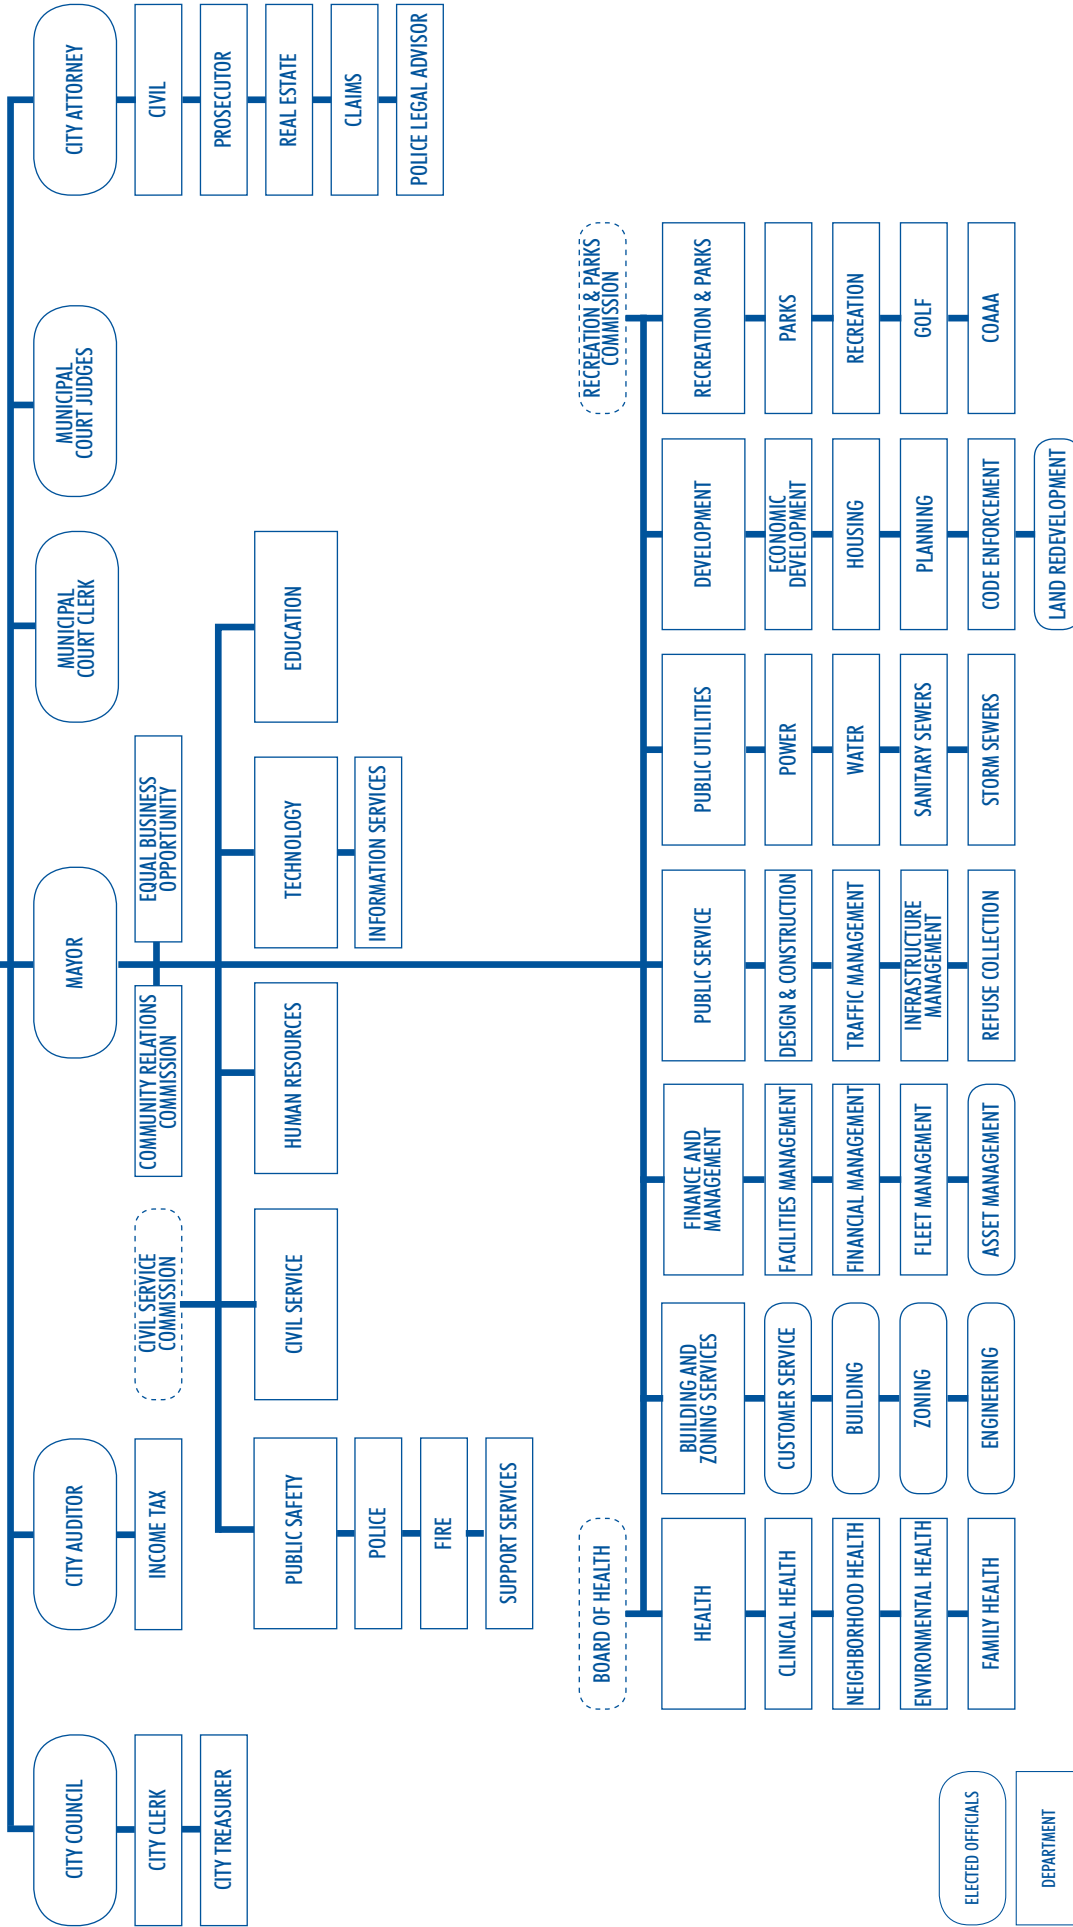 CITY COUNCIL
CITY CLERK
CITY TREASURER
CITY AUDITOR
INCOME TAX
MAYOR
COMMUNITY RELATIONS
COMMISSION
EQUAL BUSINESS
OPPORTUNITY
MUNICIPAL
COURT CLERK
MUNICIPAL
COURT JUDGES
CITY ATTORNEY
CIVIL
PROSECUTOR
REAL ESTATE
CLAIMS
POLICE LEGAL ADVISOR
CIVIL SERVICE
COMMISSION
PUBLIC SAFETY
POLICE
FIRE
SUPPORT SERVICES
CIVIL SERVICE
HUMAN RESOURCES
TECHNOLOGY
INFORMATION SERVICES
EDUCATION
BOARD OF HEALTH
HEALTH
CLINICAL HEALTH
NEIGHBORHOOD HEALTH
ENVIRONMENTAL HEALTH
FAMILY HEALTH
BUILDING AND
ZONING SERVICES
CUSTOMER SERVICE
BUILDING
ZONING
ENGINEERING
FINANCE AND
MANAGEMENT
FACILITIES MANAGEMENT
FINANCIAL MANAGEMENT
FLEET MANAGEMENT
ASSET MANAGEMENT
PUBLIC SERVICE
DESIGN & CONSTRUCTION
TRAFFIC MANAGEMENT
INFRASTRUCTURE
MANAGEMENT
REFUSE COLLECTION
PUBLIC UTILITIES
POWER
WATER
SANITARY SEWERS
STORM SEWERS
DEVELOPMENT
ECONOMIC
DEVELOPMENT
HOUSING
PLANNING
CODE ENFORCEMENT
LAND REDEVELOPMENT
RECREATION & PARKS
COMMISSION
RECREATION & PARKS
PARKS
RECREATION
GOLF
COAAA
ELECTED OFFICIALS
DEPARTMENT